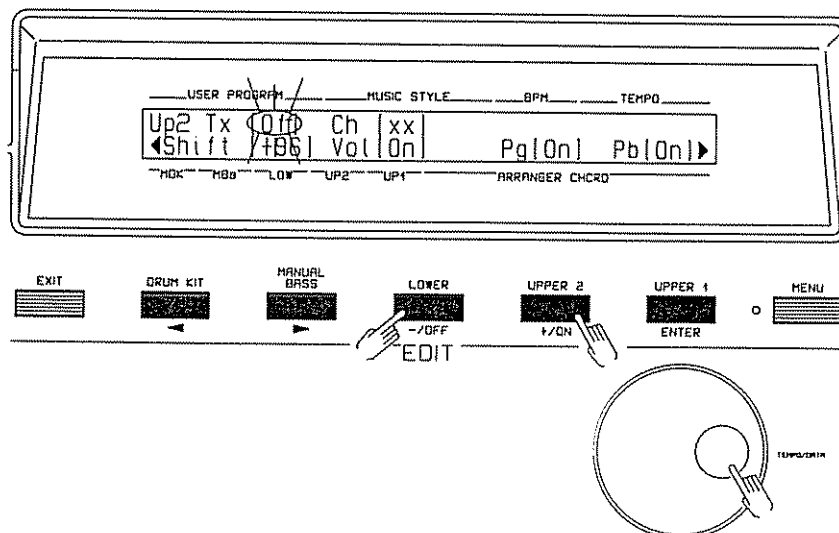 USER PROGRAM MUSIC STYLE BPM TEMPO
Up2 Tx [Off] Ch [xx]
◀Shift [+06] Vol[On] Pg[On] Pb[On]▶
MDK MBa LOW UP2 UP1 ARRANGER CHORD
EXIT DRUM KIT MANUAL BASS LOWER UPPER 2 UPPER 1 MENU
◄ ► -/OFF +/ON ENTER
EDIT
TEMPO/DATA